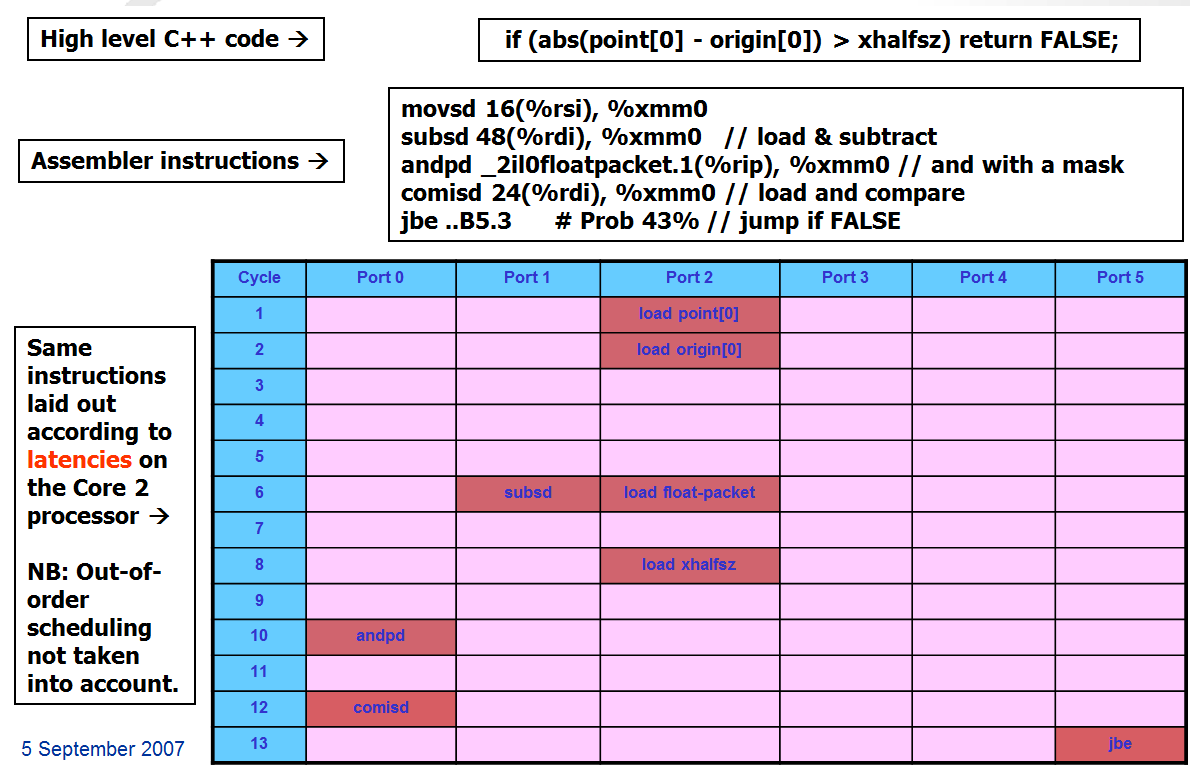 High level C++ code →
if (abs(point[0] - origin[0]) > xhalfsz) return FALSE;
Assembler instructions →
movsd 16(%rsi), %xmm0
subsd 48(%rdi), %xmm0 // load & subtract
andpd _2il0floatpacket.1(%rip), %xmm0 // and with a mask
comisd 24(%rdi), %xmm0 // load and compare
jbe ..B5.3 # Prob 43% // jump if FALSE
Same
instructions
laid out
according to
latencies on
the Core 2
processor →
NB: Out-of-
order
scheduling
not taken
into account.
Cycle Port 0 Port 1 Port 2 Port 3 Port 4 Port 5
1 load point[0]
2 load origin[0]
3
4
5
6 subsd load float-packet
7
8 load xhalfsz
9
10 andpd
11
12 comisd
13 jbe
5 September 2007